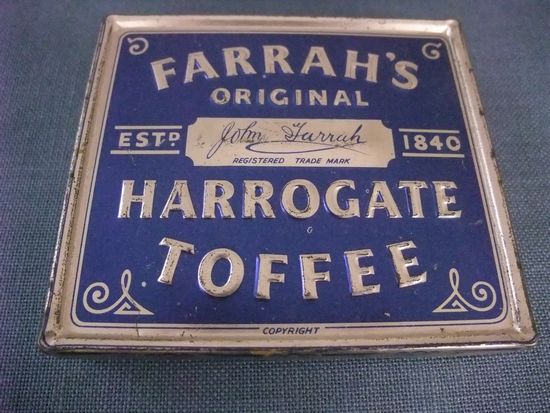 FARRAH'S
ORIGINAL
ESTD. John Farrah 1840
REGISTERED TRADE MARK
HARROGATE
TOFFEE
COPYRIGHT